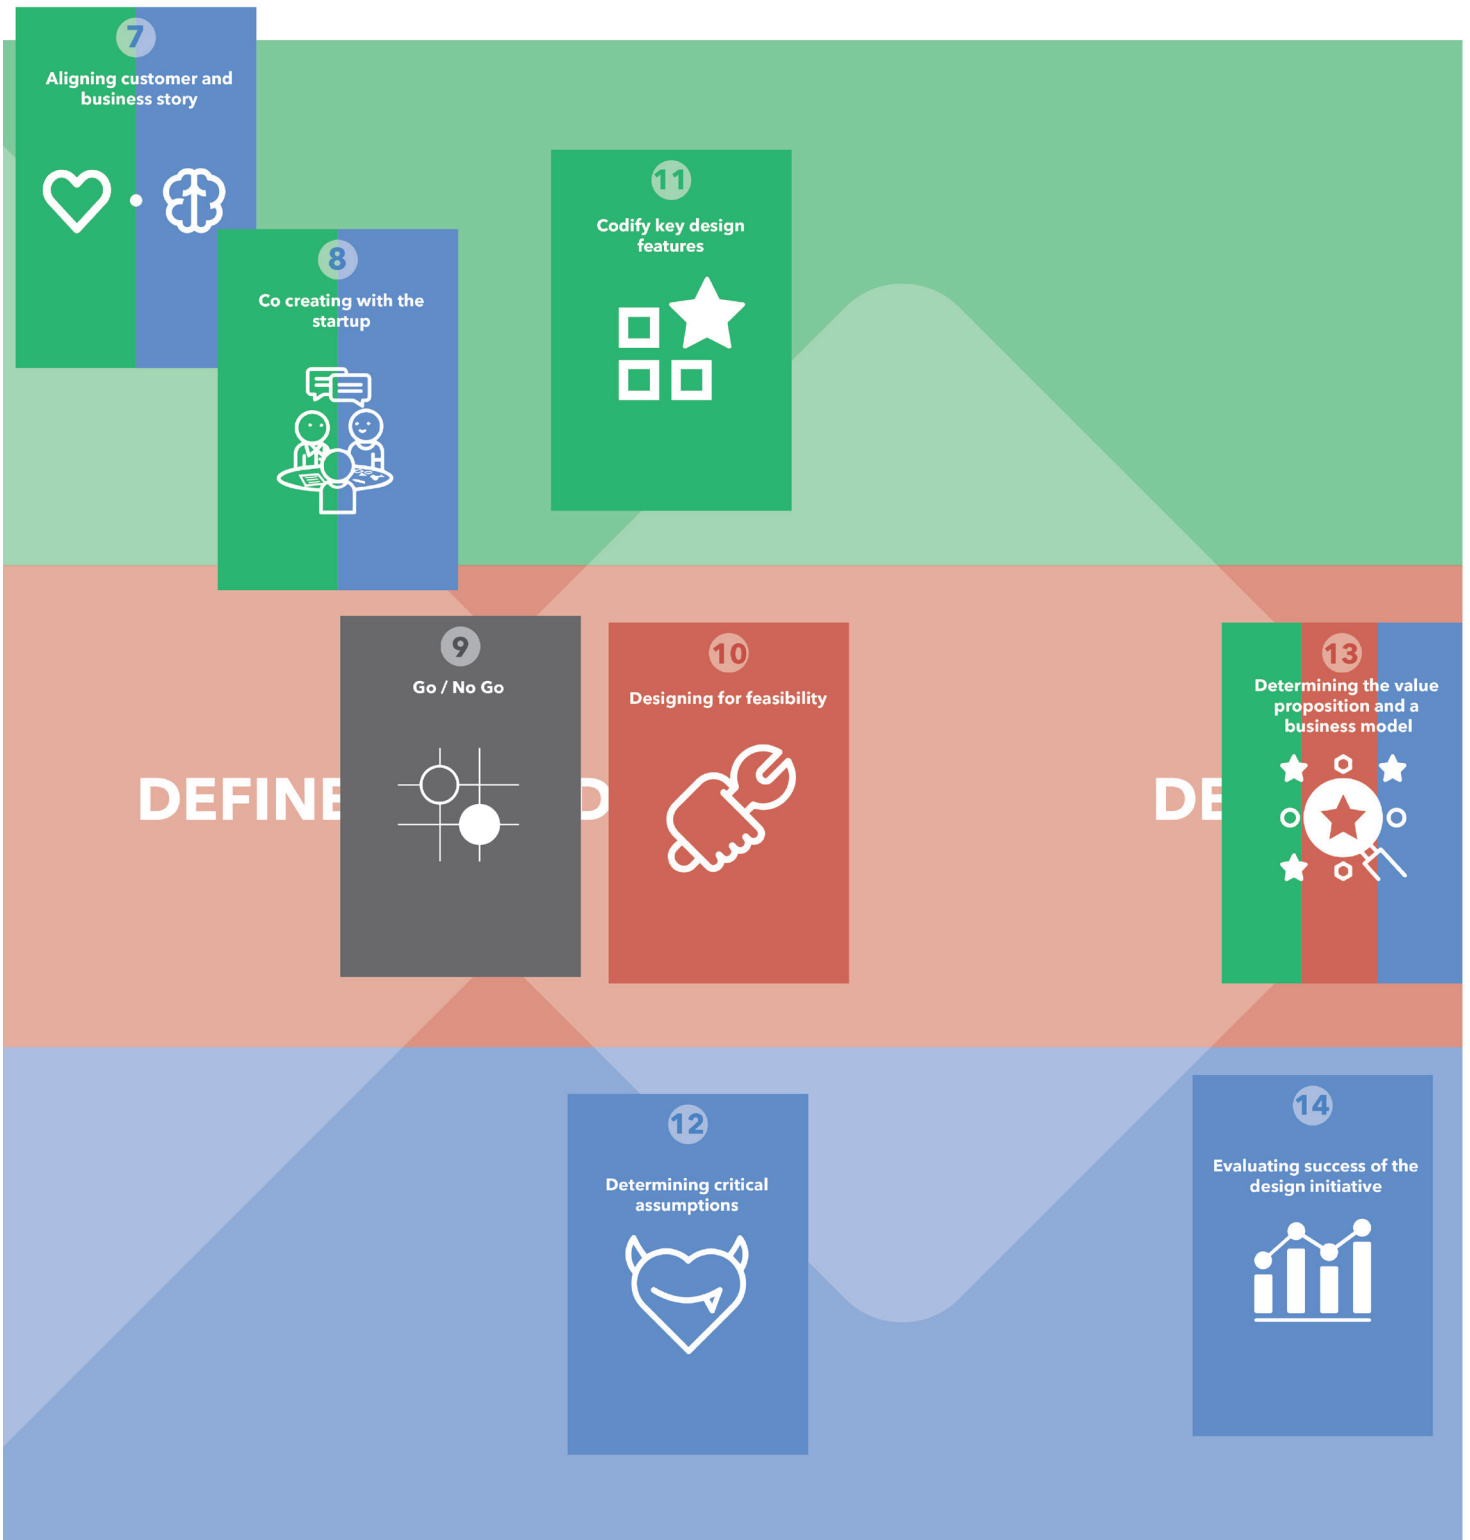 7
Aligning customer and
business story
8
Co creating with the
startup
11
Codify key design
features
9
Go / No Go
10
Designing for feasibility
13
Determining the value
proposition and a
business model
DEFINE
12
Determining critical
assumptions
14
Evaluating success of the
design initiative